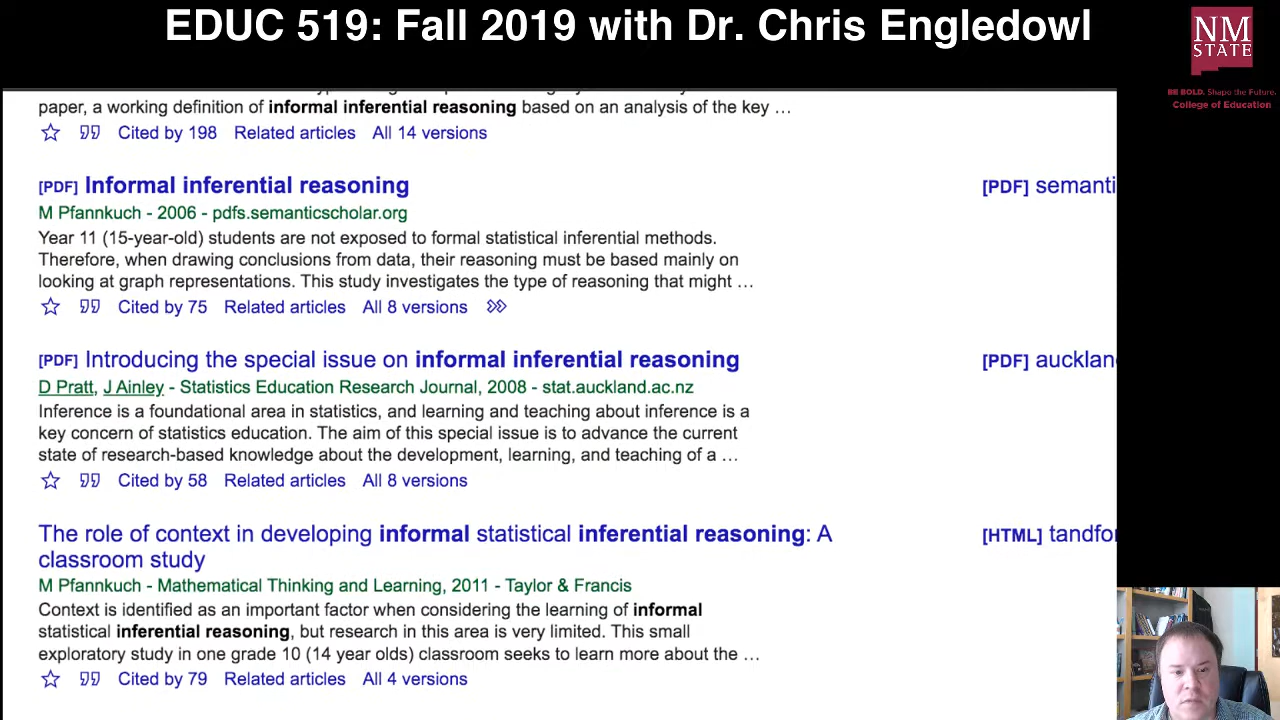 EDUC 519: Fall 2019 with Dr. Chris Engledowl
NM
STATE
BE BOLD. Shape the Future.
College of Education
paper, a working definition of informal inferential reasoning based on an analysis of the key …
Cited by 198 Related articles All 14 versions
[PDF] Informal inferential reasoning
[PDF] semanti
M Pfannkuch - 2006 - pdfs.semanticscholar.org
Year 11 (15-year-old) students are not exposed to formal statistical inferential methods.
Therefore, when drawing conclusions from data, their reasoning must be based mainly on
looking at graph representations. This study investigates the type of reasoning that might …
Cited by 75 Related articles All 8 versions
[PDF] Introducing the special issue on informal inferential reasoning
[PDF] aucklan
D Pratt, J Ainley - Statistics Education Research Journal, 2008 - stat.auckland.ac.nz
Inference is a foundational area in statistics, and learning and teaching about inference is a
key concern of statistics education. The aim of this special issue is to advance the current
state of research-based knowledge about the development, learning, and teaching of a …
Cited by 58 Related articles All 8 versions
The role of context in developing informal statistical inferential reasoning: A
classroom study
[HTML] tandfo
M Pfannkuch - Mathematical Thinking and Learning, 2011 - Taylor & Francis
Context is identified as an important factor when considering the learning of informal
statistical inferential reasoning, but research in this area is very limited. This small
exploratory study in one grade 10 (14 year olds) classroom seeks to learn more about the …
Cited by 79 Related articles All 4 versions